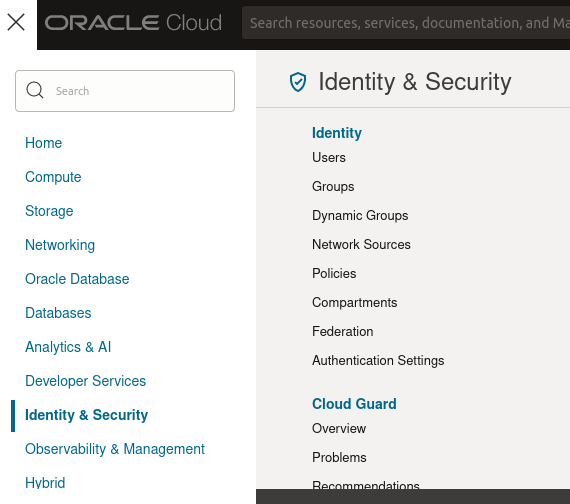 ORACLE Cloud
Search resources, services, documentation, and Ma
Search
Home
Compute
Storage
Networking
Oracle Database
Databases
Analytics & AI
Developer Services
Identity & Security
Observability & Management
Hybrid
Identity & Security
Identity
Users
Groups
Dynamic Groups
Network Sources
Policies
Compartments
Federation
Authentication Settings
Cloud Guard
Overview
Problems
Recommendations